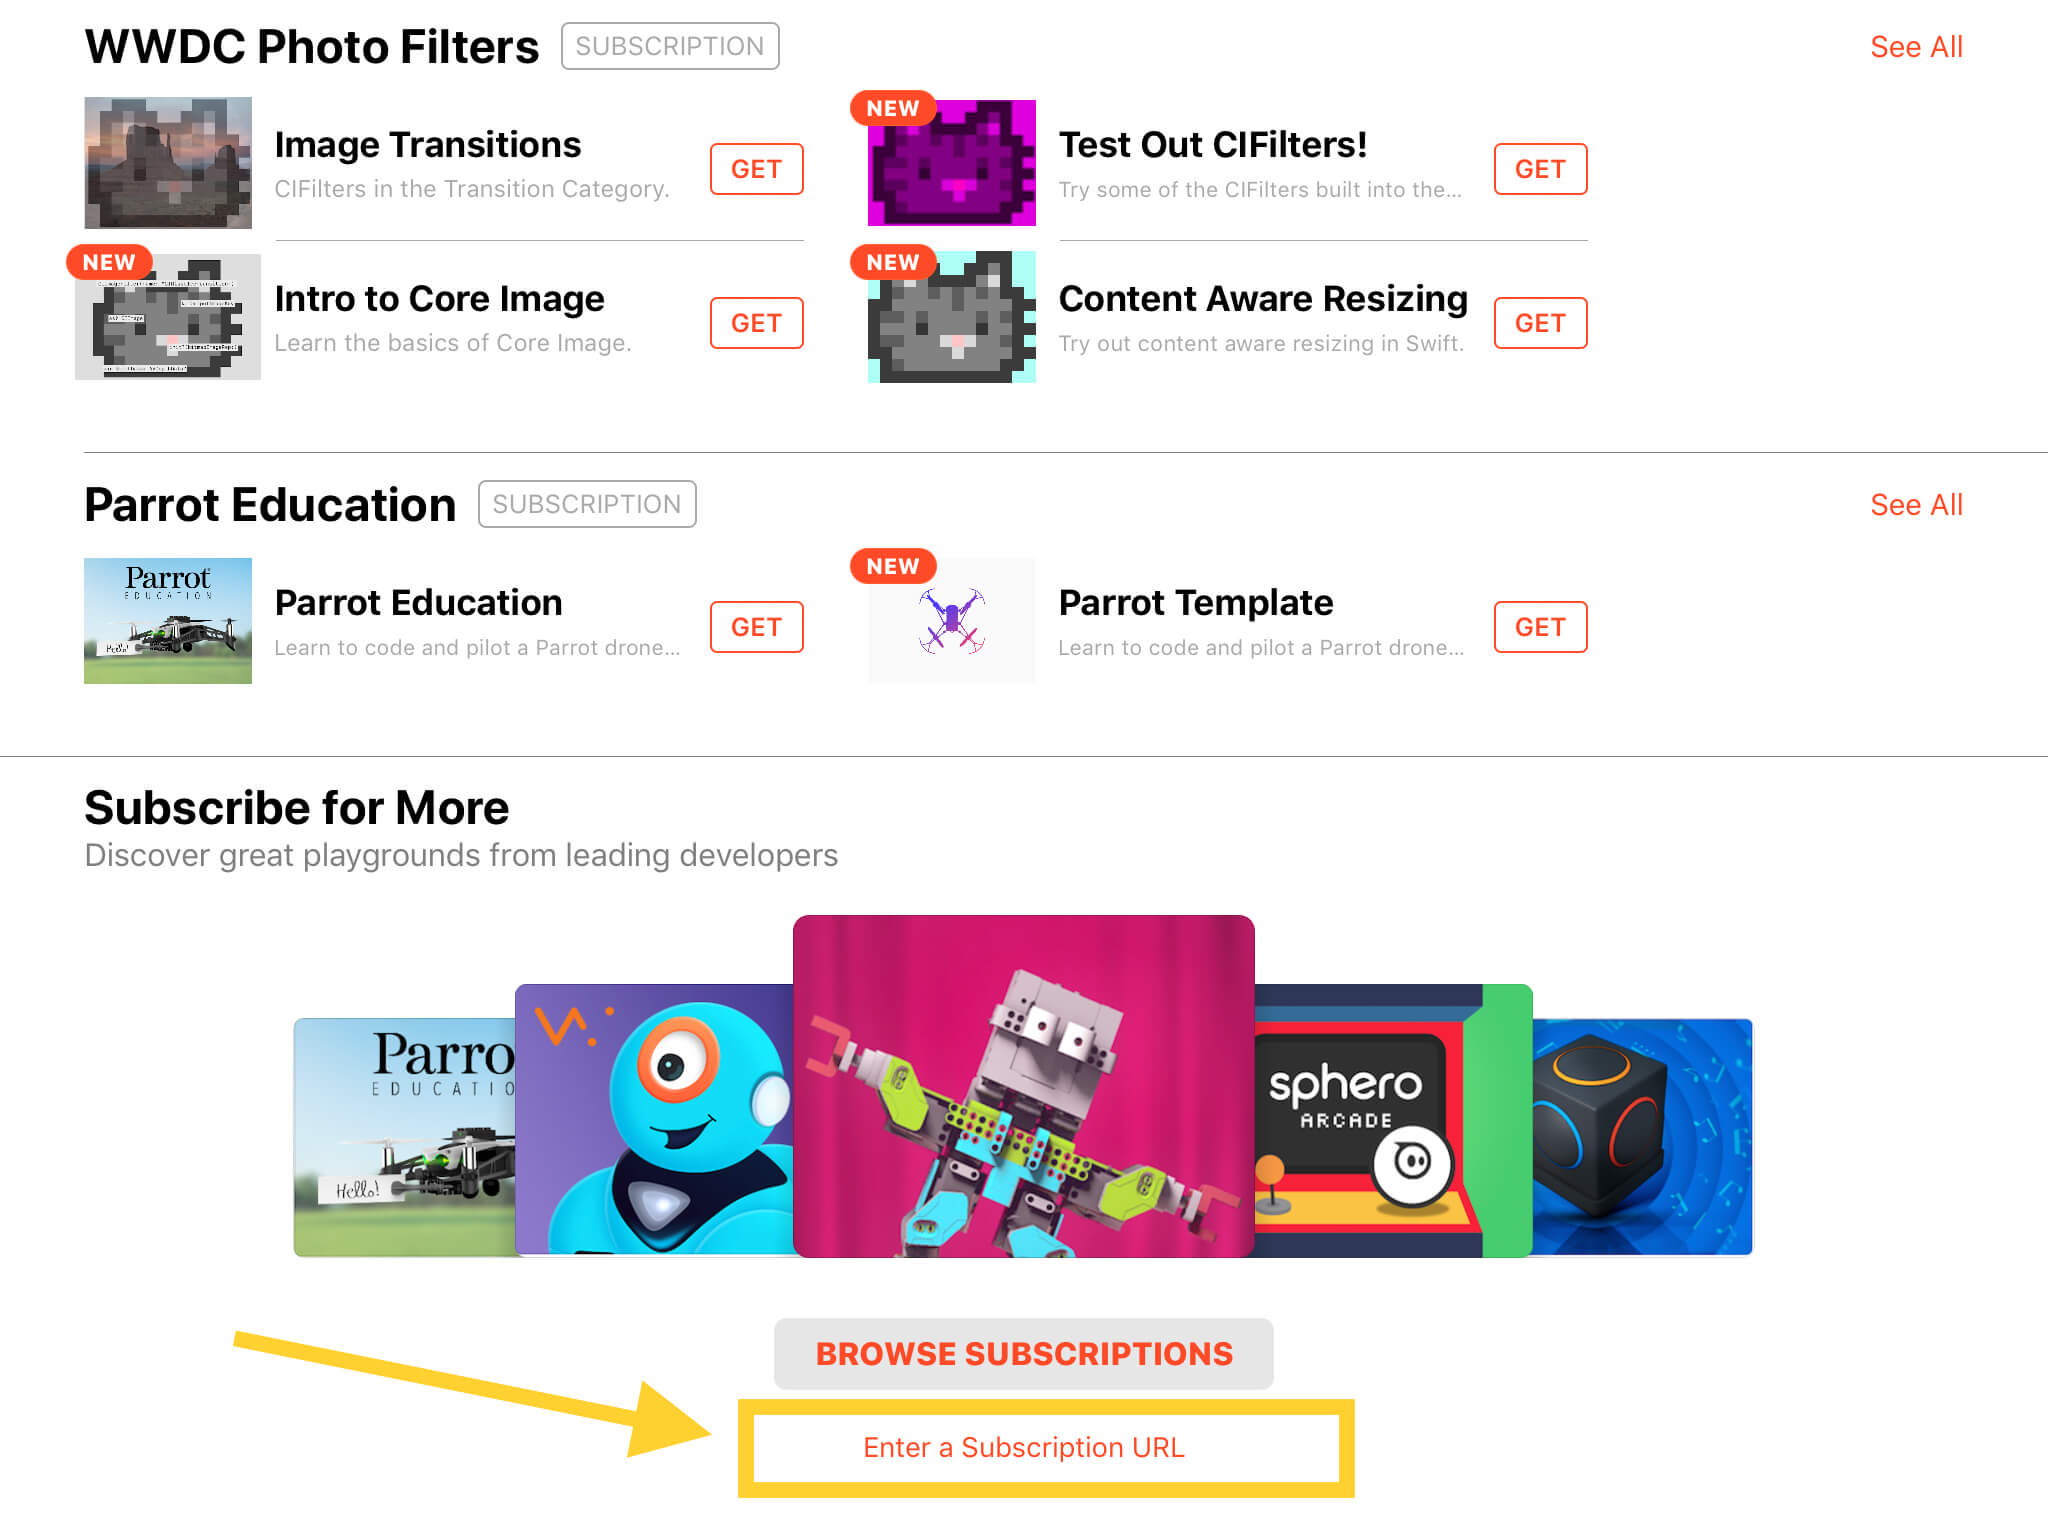 WWDC Photo Filters SUBSCRIPTION See All
NEW
Image Transitions
CIFilters in the Transition Category.
GET
Test Out CIFilters!
Try some of the CIFilters built into the...
GET
NEW
Intro to Core Image
Learn the basics of Core Image.
GET
NEW
Content Aware Resizing
Try out content aware resizing in Swift.
GET
Parrot Education SUBSCRIPTION See All
Parrot
EDUCATION
Hello!
Parrot Education
Learn to code and pilot a Parrot drone...
GET
NEW
Parrot Template
Learn to code and pilot a Parrot drone...
GET
Subscribe for More
Discover great playgrounds from leading developers
Parro
EDUCATIO
Hello!
sphero
ARCADE
BROWSE SUBSCRIPTIONS
Enter a Subscription URL